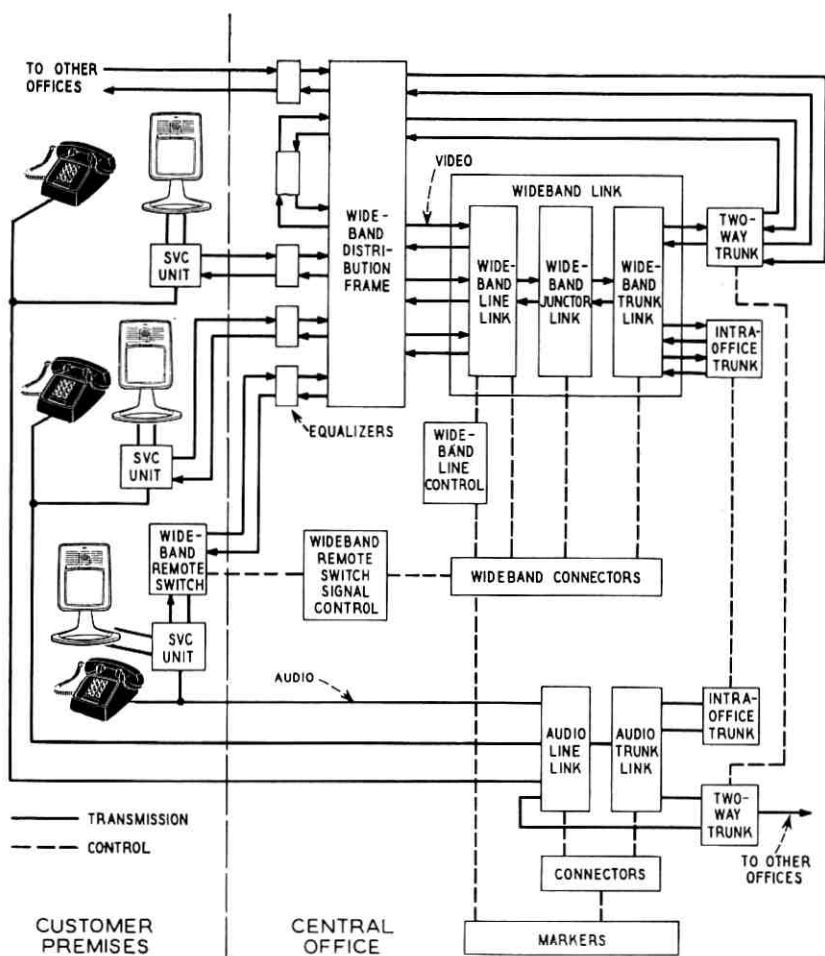 TO OTHER
OFFICES
VIDEO
WIDEBAND LINK
WIDE-
BAND
DISTRI-
BUTION
FRAME
WIDE-
BAND
LINE
LINK
WIDE-
BAND
JUNCTOR
LINK
WIDE-
BAND
TRUNK
LINK
TWO-
WAY
TRUNK
INTRA-
OFFICE
TRUNK
SVC
UNIT
SVC
UNIT
EQUALIZERS
WIDE-
BAND
LINE
CONTROL
WIDE-
BAND
REMOTE
SWITCH
WIDEBAND
REMOTE
SWITCH
SIGNAL
CONTROL
WIDEBAND CONNECTORS
SVC
UNIT
AUDIO
AUDIO
LINE
LINK
AUDIO
TRUNK
LINK
INTRA-
OFFICE
TRUNK
TWO-
WAY
TRUNK
TO OTHER
OFFICES
TRANSMISSION
CONTROL
CONNECTORS
MARKERS
CUSTOMER
PREMISES
CENTRAL
OFFICE